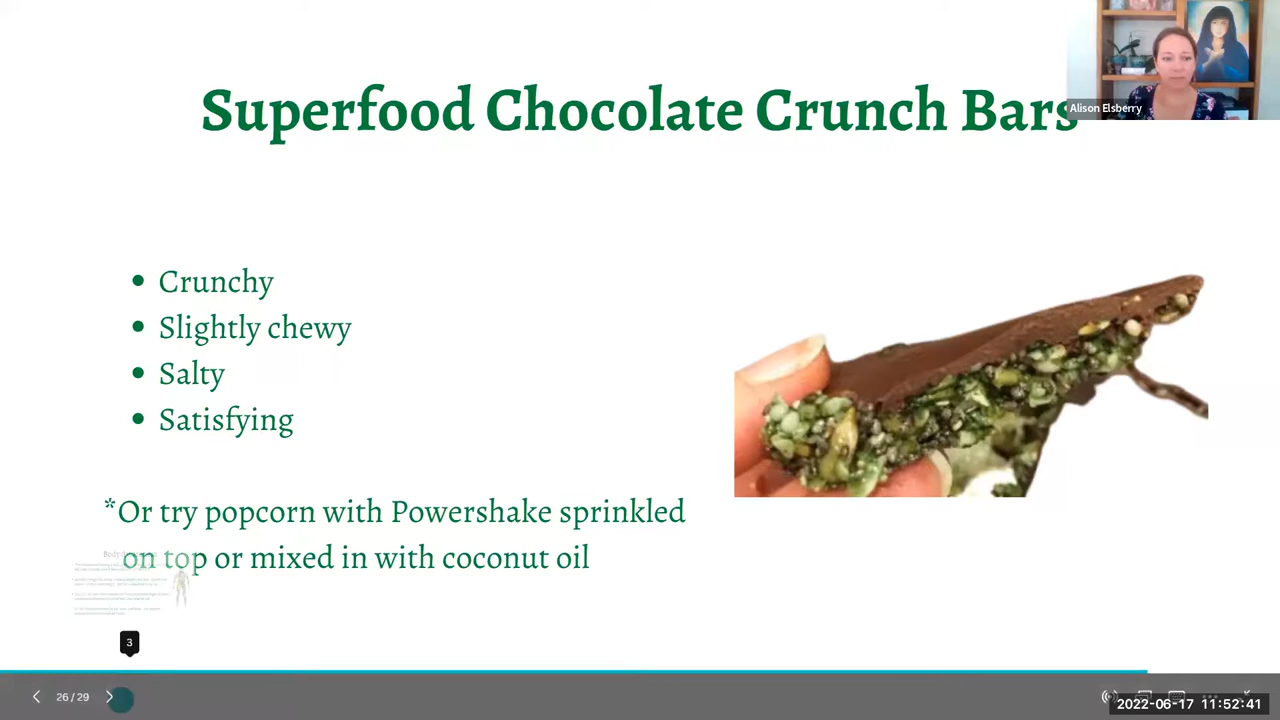 Superfood Chocolate Crunch Bars
Alison Elsberry
• Crunchy
• Slightly chewy
• Salty
• Satisfying
*Or try popcorn with Powershake sprinkled
on top or mixed in with coconut oil
3
26 / 29
2022-06-17 11:52:41